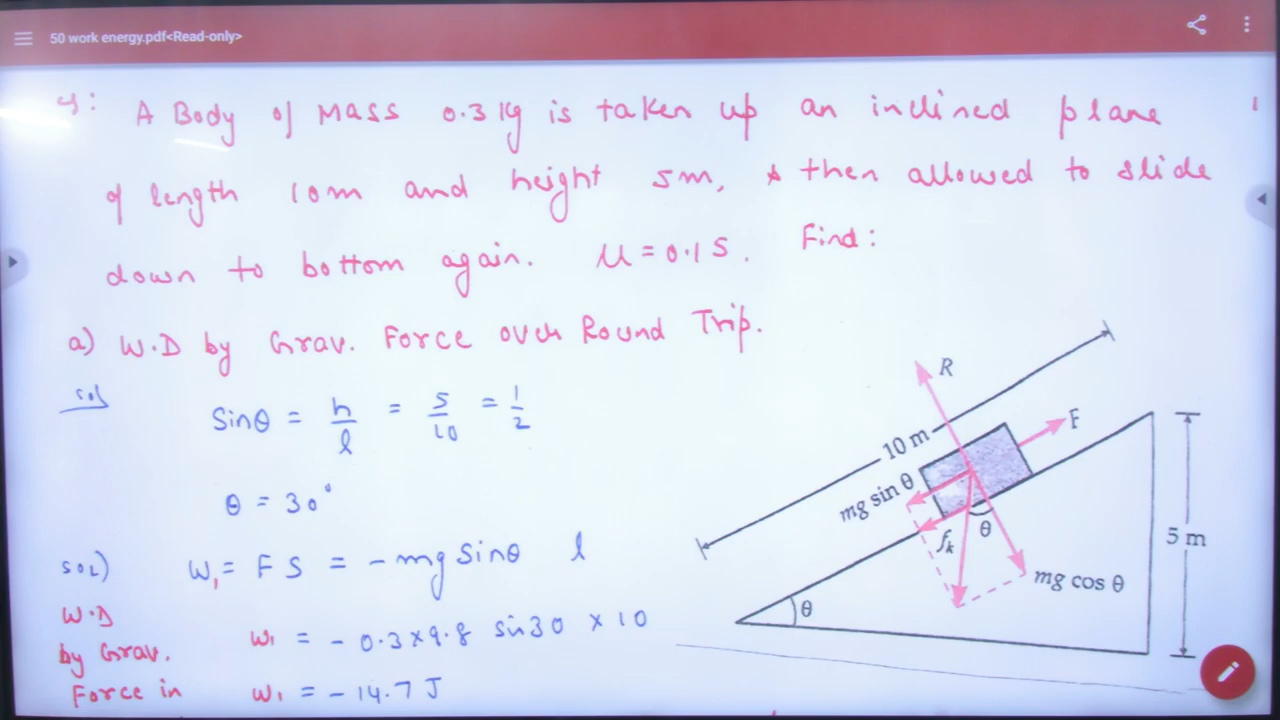 50 work energy.pdf<Read-only>
4: A Body of Mass 0.3 kg is taken up an inclined plane
of length 10m and height 5m, & then allowed to slide
down to bottom again. μ = 0.15. Find:
a) W.D by Grav. Force over Round Trip.
Sol
Sinθ = h/l = 5/10 = 1/2
θ = 30°
SOL) W₁ = F S = - mg Sinθ l
W.D
by Grav. W₁ = - 0.3 x 9.8 sin30 x 10
Force in W₁ = - 14.7 J
R
F
10 m
mg sin θ
fk
θ
mg cos θ
θ
5 m